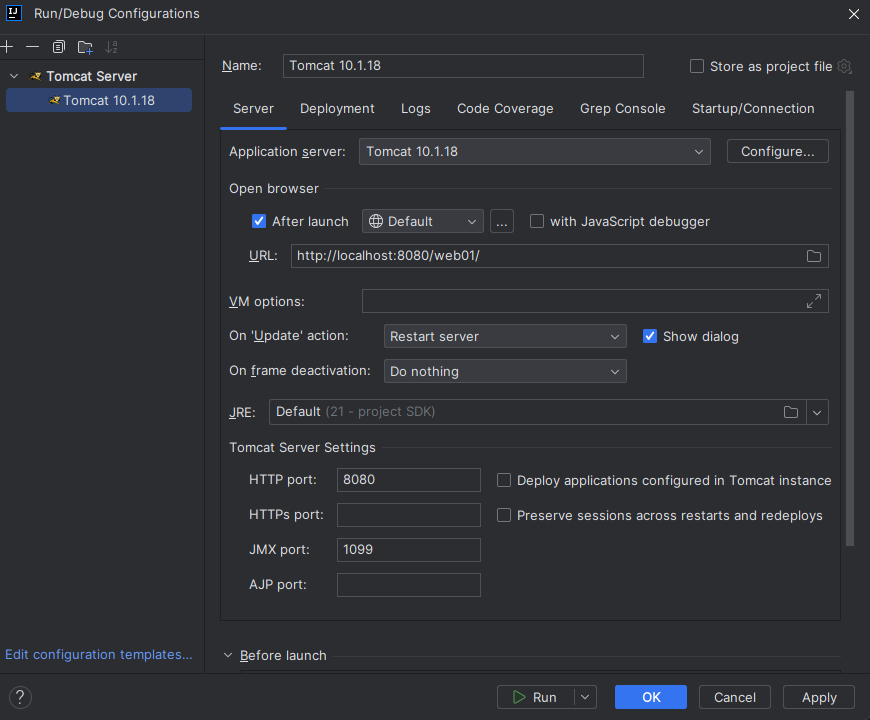 Run/Debug Configurations
Tomcat Server
Tomcat 10.1.18
Name: Tomcat 10.1.18 Store as project file
Server Deployment Logs Code Coverage Grep Console Startup/Connection
Application server: Tomcat 10.1.18 Configure...
Open browser
After launch Default ... with JavaScript debugger
URL: http://localhost:8080/web01/
VM options:
On 'Update' action: Restart server Show dialog
On frame deactivation: Do nothing
JRE: Default (21 - project SDK)
Tomcat Server Settings
HTTP port: 8080 Deploy applications configured in Tomcat instance
HTTPs port: Preserve sessions across restarts and redeploys
JMX port: 1099
AJP port:
Edit configuration templates...
Before launch
? Run OK Cancel Apply